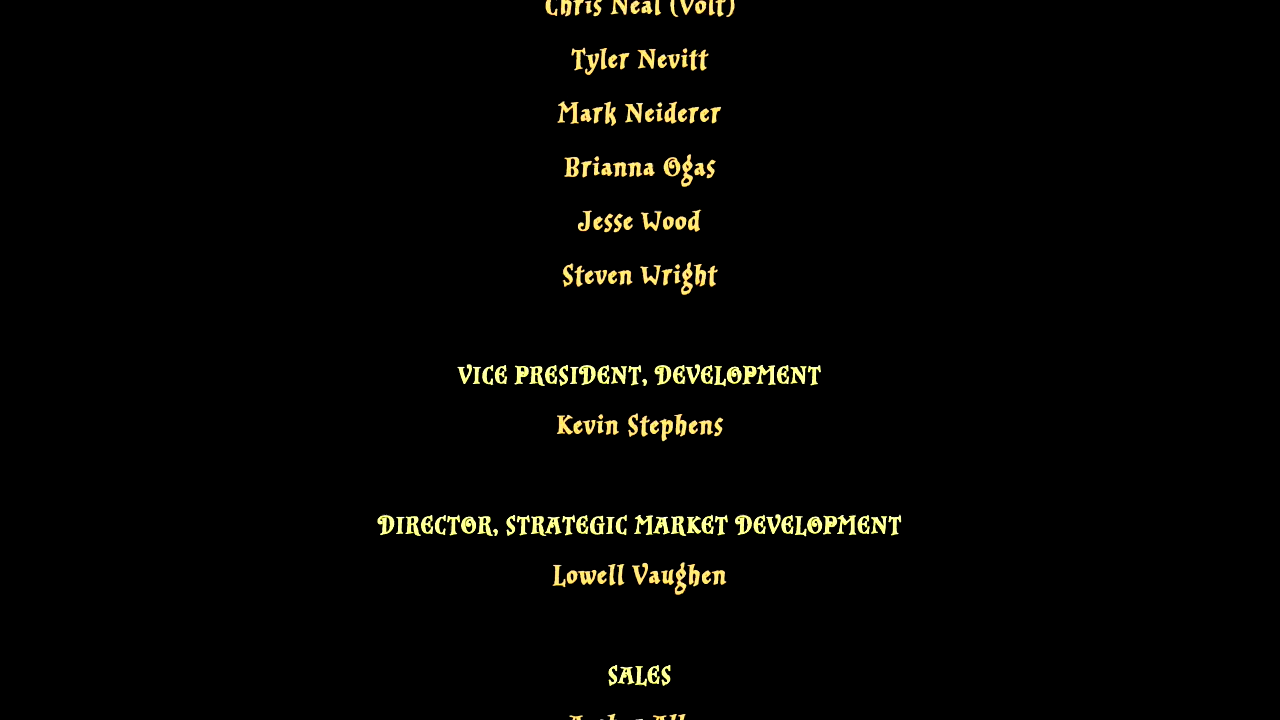 Chris Neal (Volt)
Tyler Nevitt
Mark Neiderer
Brianna Ogas
Jesse Wood
Steven Wright
VICE PRESIDENT, DEVELOPMENT
Kevin Stephens
DIRECTOR, STRATEGIC MARKET DEVELOPMENT
Lowell Vaughen
SALES